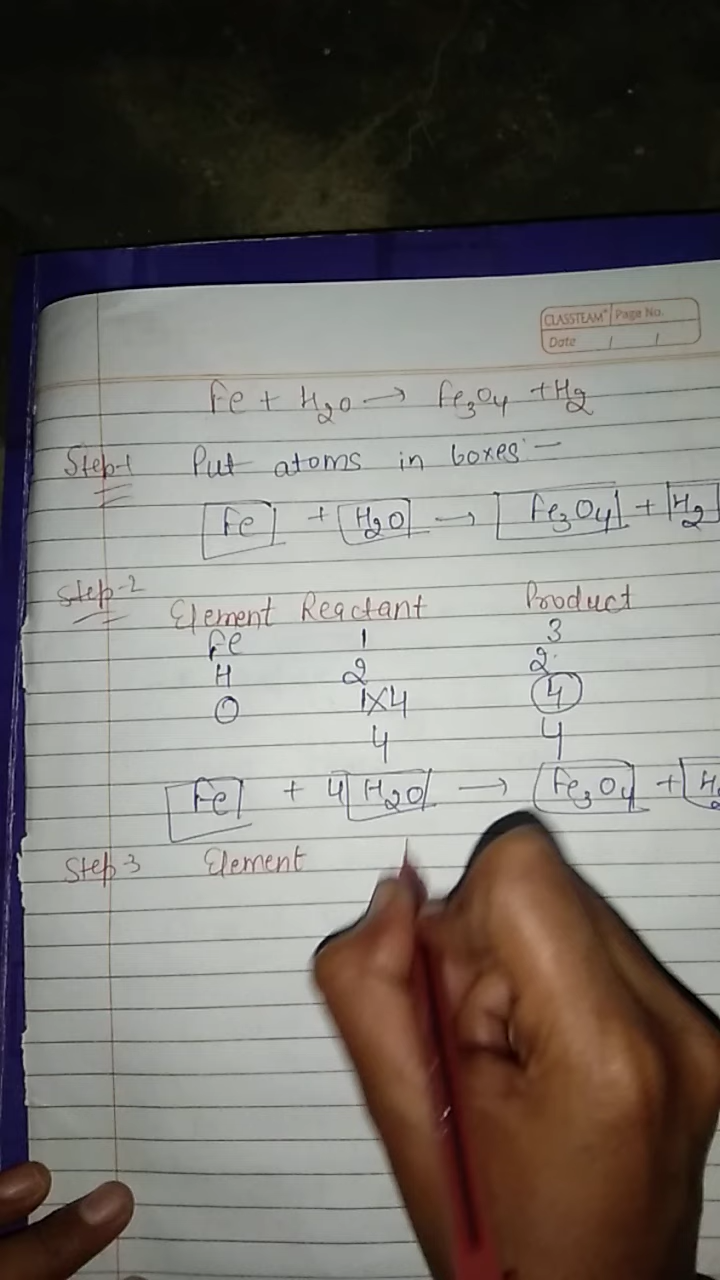 CLASSTEAM Page No.
Date / /
Fe + H2O → Fe3O4 + H2
Step-1 Put atoms in boxes:-
Fe + H2O → Fe3O4 + H2
Step-2
Element Reactant Product
Fe 1 3
H 2 2
O 1×4 4
4 4
Fe + 4 H2O → Fe3O4 + H2
Step 3 Element